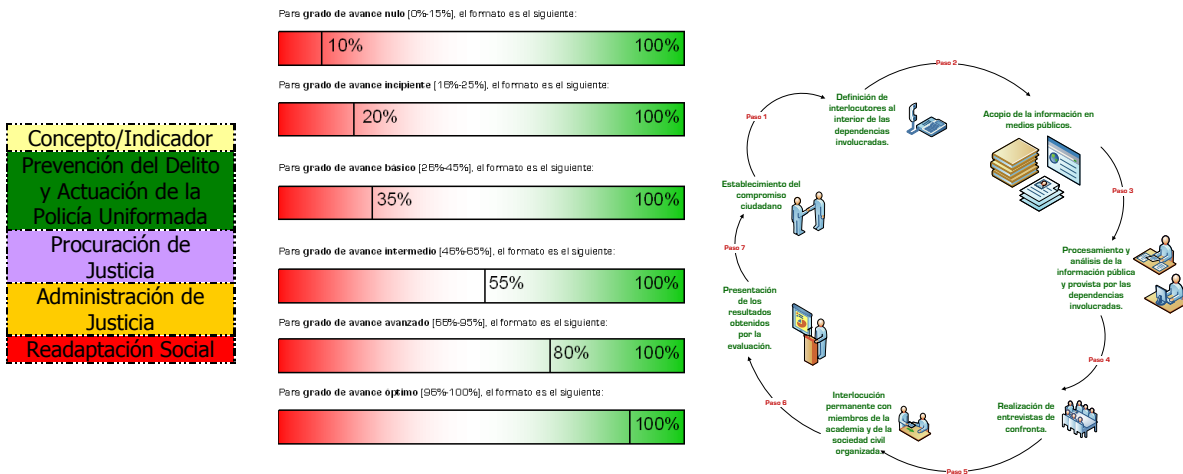 Concepto/Indicador
Prevención del Delito
y Actuación de la
Policía Uniformada
Procuración de
Justicia
Administración de
Justicia
Readaptación Social
Para grado de avance nulo [0%-15%], el formato es el siguiente:
10%
100%
Para grado de avance incipiente [16%-25%], el formato es el siguiente:
20%
100%
Para grado de avance básico [26%-45%], el formato es el siguiente:
35%
100%
Para grado de avance intermedio [46%-65%], el formato es el siguiente:
55%
100%
Para grado de avance avanzado [66%-95%], el formato es el siguiente:
80%
100%
Para grado de avance óptimo [96%-100%], el formato es el siguiente:
100%
Establecimiento del
compromiso
ciudadano
Paso 1
Definición de
interlocutores al
interior de las
dependencias
involucradas.
Paso 2
Acopio de la información en
medios públicos.
Paso 3
Procesamiento y
análisis de la
información pública
y provista por las
dependencias
involucradas.
Paso 4
Realización de
entrevistas de
confronta.
Paso 5
Interlocución
permanente con
miembros de la
academia y de la
sociedad civil
organizada.
Paso 6
Presentación
de los
resultados
obtenidos
por la
evaluación.
Paso 7